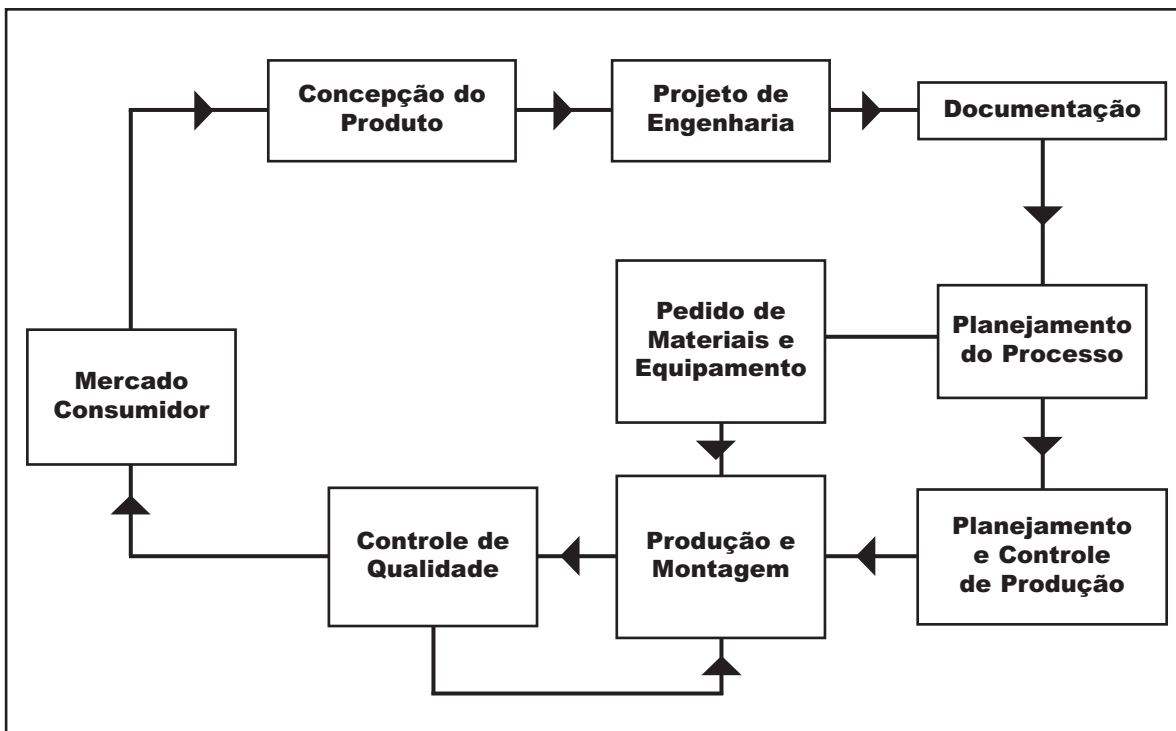 Concepção do
Produto
Projeto de
Engenharia
Documentação
Pedido de
Materiais e
Equipamento
Planejamento
do Processo
Mercado
Consumidor
Controle de
Qualidade
Produção e
Montagem
Planejamento
e Controle
de Produção